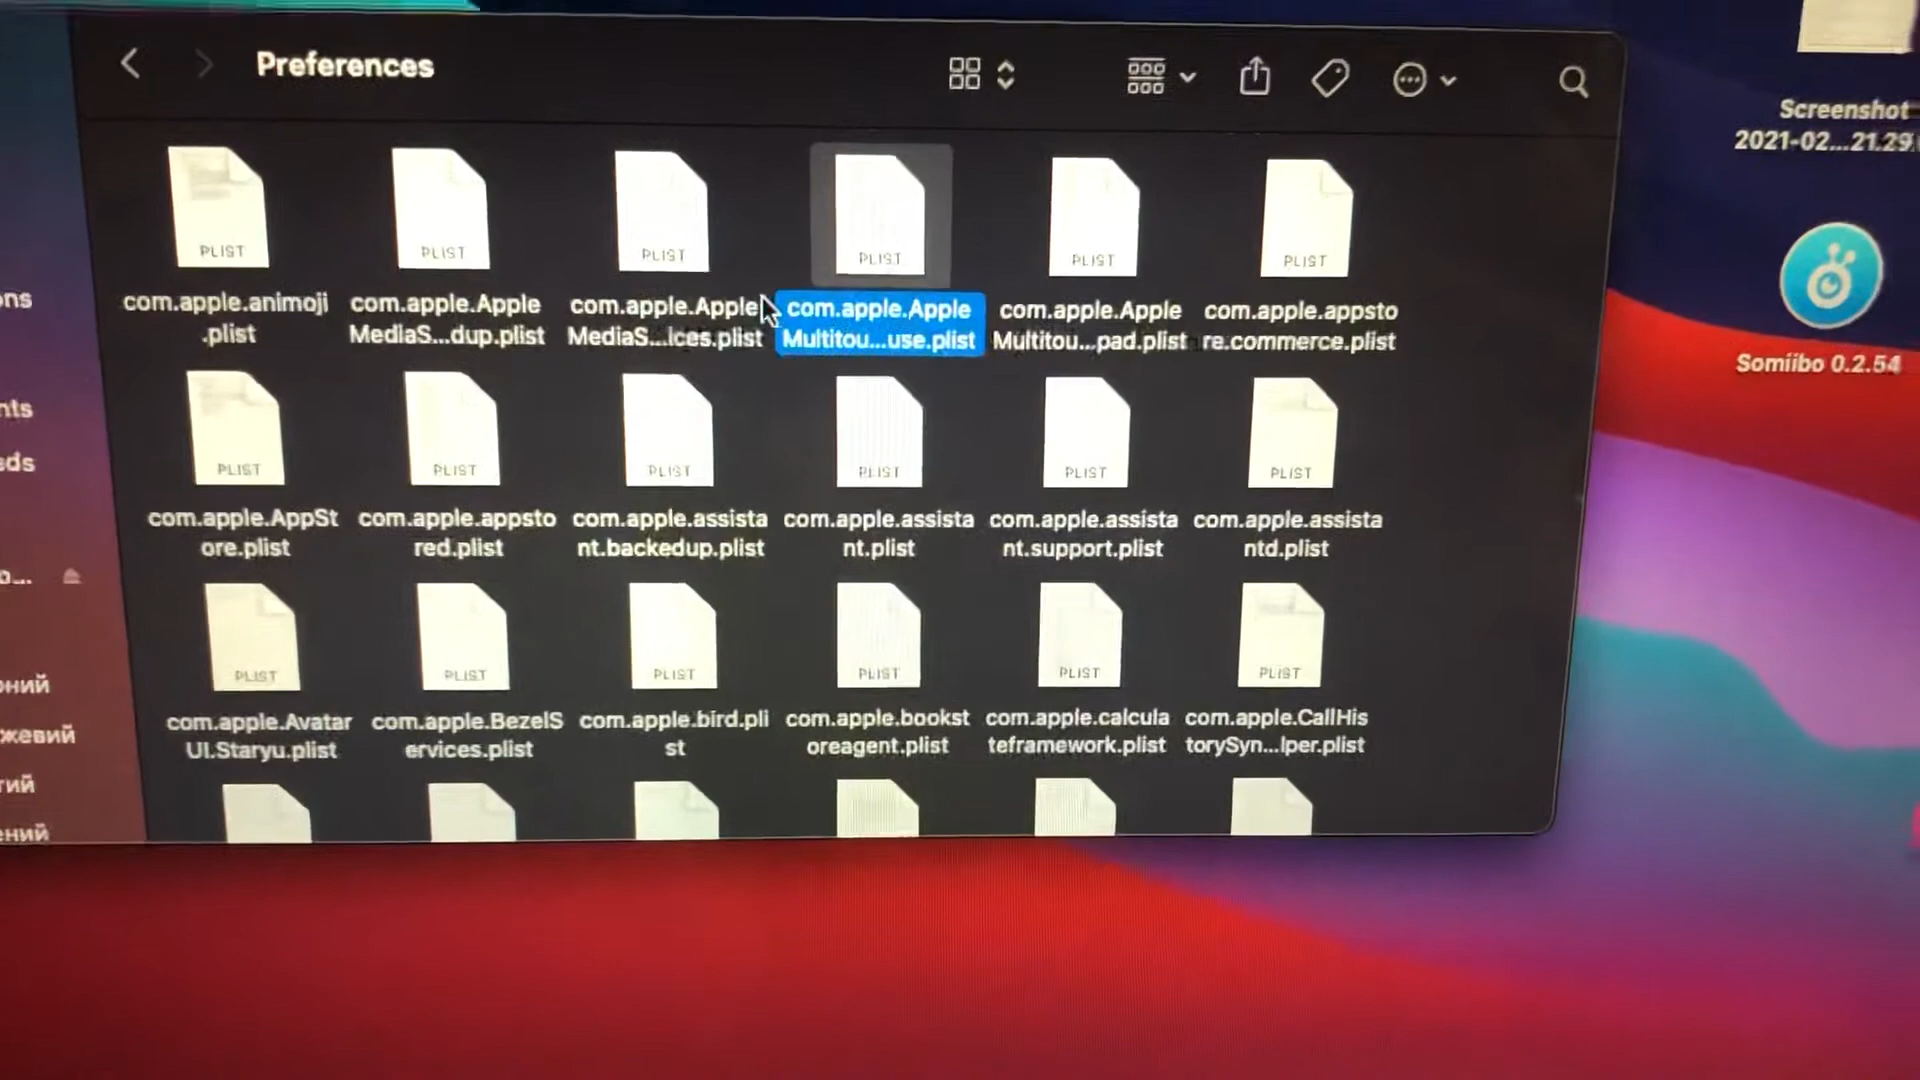 Preferences
Screenshot
2021-02...21.29
ons
nts
eds
o...
оний
жевий
тий
ений
PLIST
PLIST
PLIST
PLIST
PLIST
PLIST
com.apple.animoji
.plist
com.apple.Apple
MediaS...dup.plist
com.apple.Apple
MediaS...ices.plist
com.apple.Apple
Multitou...use.plist
com.apple.Apple
Multitou...pad.plist
com.apple.appsto
re.commerce.plist
Somiibo 0.2.54
PLIST
PLIST
PLIST
PLIST
PLIST
PLIST
com.apple.AppSt
ore.plist
com.apple.appsto
red.plist
com.apple.assista
nt.backedup.plist
com.apple.assista
nt.plist
com.apple.assista
nt.support.plist
com.apple.assista
ntd.plist
PLIST
PLIST
PLIST
PLIST
PLIST
PLIST
com.apple.Avatar
UI.Staryu.plist
com.apple.BezelS
ervices.plist
com.apple.bird.pli
st
com.apple.bookst
oreagent.plist
com.apple.calcula
teframework.plist
com.apple.CallHis
torySyn...lper.plist